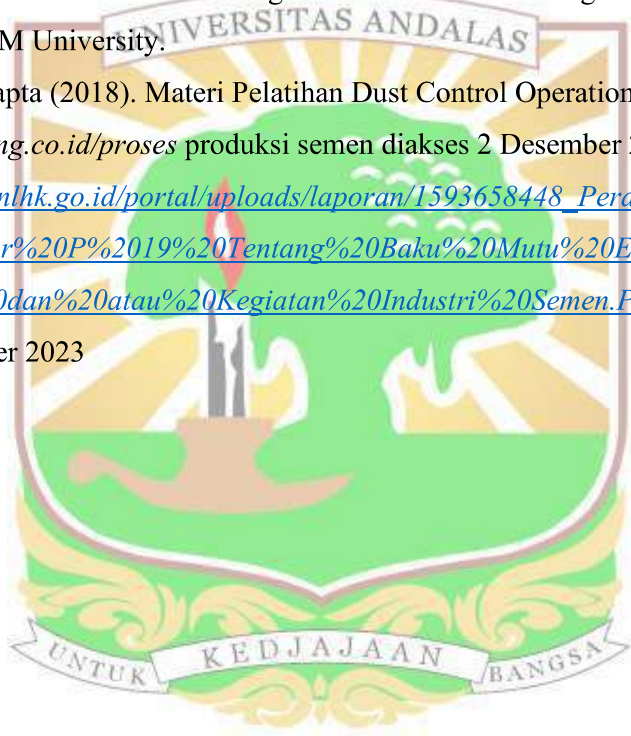 UNIVERSITAS ANDALAS
M University.
apta (2018). Materi Pelatihan Dust Control Operation
ng.co.id/proses produksi semen diakses 2 Desember
nlhk.go.id/portal/uploads/laporan/1593658448_Pera
r%20P%2019%20Tentang%20Baku%20Mutu%20E
0dan%20atau%20Kegiatan%20Industri%20Semen.P
er 2023
UNTUK KEDJAJAAN BANGSA